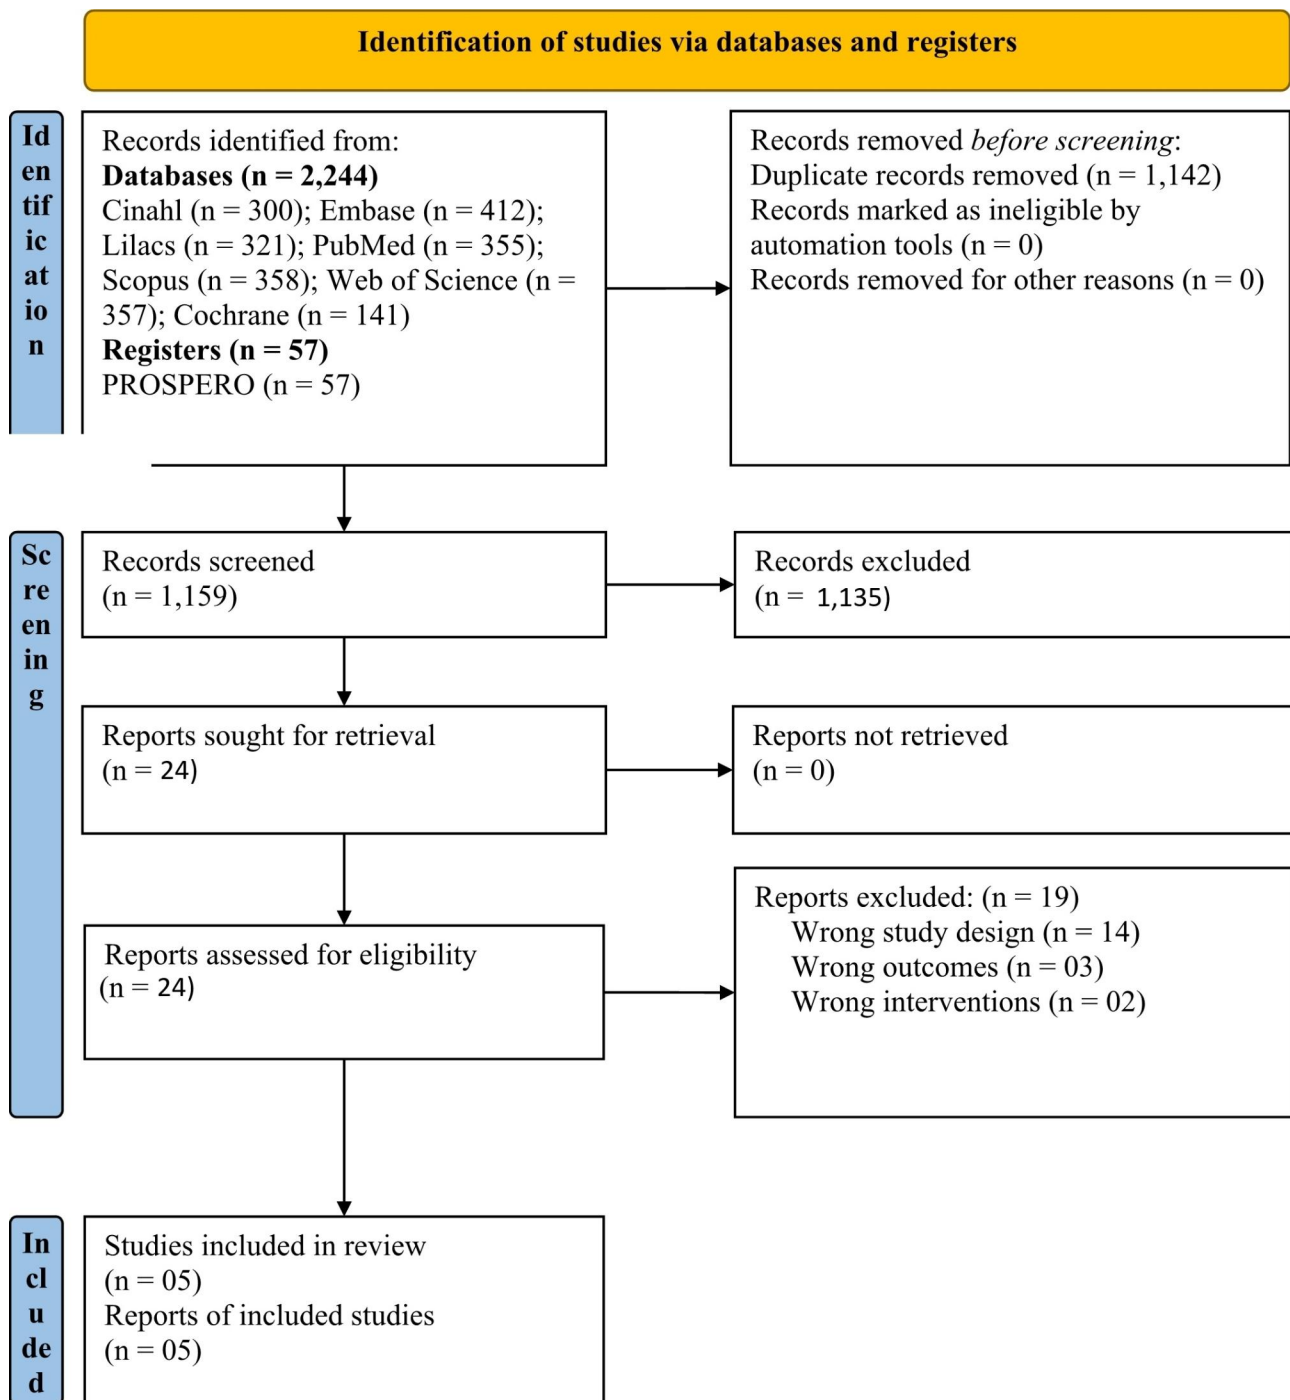 Identification of studies via databases and registers
Id
en
tif
ic
at
io
n
Records identified from:
Databases (n = 2,244)
Cinahl (n = 300); Embase (n = 412);
Lilacs (n = 321); PubMed (n = 355);
Scopus (n = 358); Web of Science (n =
357); Cochrane (n = 141)
Registers (n = 57)
PROSPERO (n = 57)
Records removed before screening:
Duplicate records removed (n = 1,142)
Records marked as ineligible by
automation tools (n = 0)
Records removed for other reasons (n = 0)
Sc
re
en
in
g
Records screened
(n = 1,159)
Records excluded
(n = 1,135)
Reports sought for retrieval
(n = 24)
Reports not retrieved
(n = 0)
Reports assessed for eligibility
(n = 24)
Reports excluded: (n = 19)
Wrong study design (n = 14)
Wrong outcomes (n = 03)
Wrong interventions (n = 02)
In
cl
u
de
d
Studies included in review
(n = 05)
Reports of included studies
(n = 05)